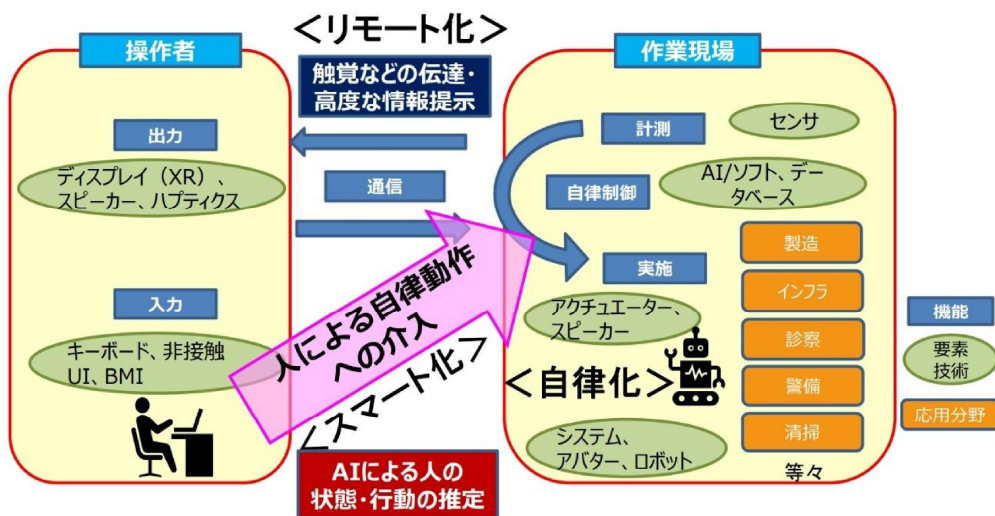 ＜リモート化＞
操作者
触覚などの伝達・
高度な情報提示
作業現場
出力
ディスプレイ（XR）、
スピーカー、ハプティクス
通信
入力
キーボード、非接触
UI、BMI
人による自律動作
への介入
＜スマート化＞
AIによる人の
状態・行動の推定
計測
センサ
自律制御
AI/ソフト、デー
タベース
実施
アクチュエーター、
スピーカー
＜自律化＞
システム、
アバター、ロボット
製造
インフラ
診察
警備
清掃
等々
機能
要素
技術
応用分野